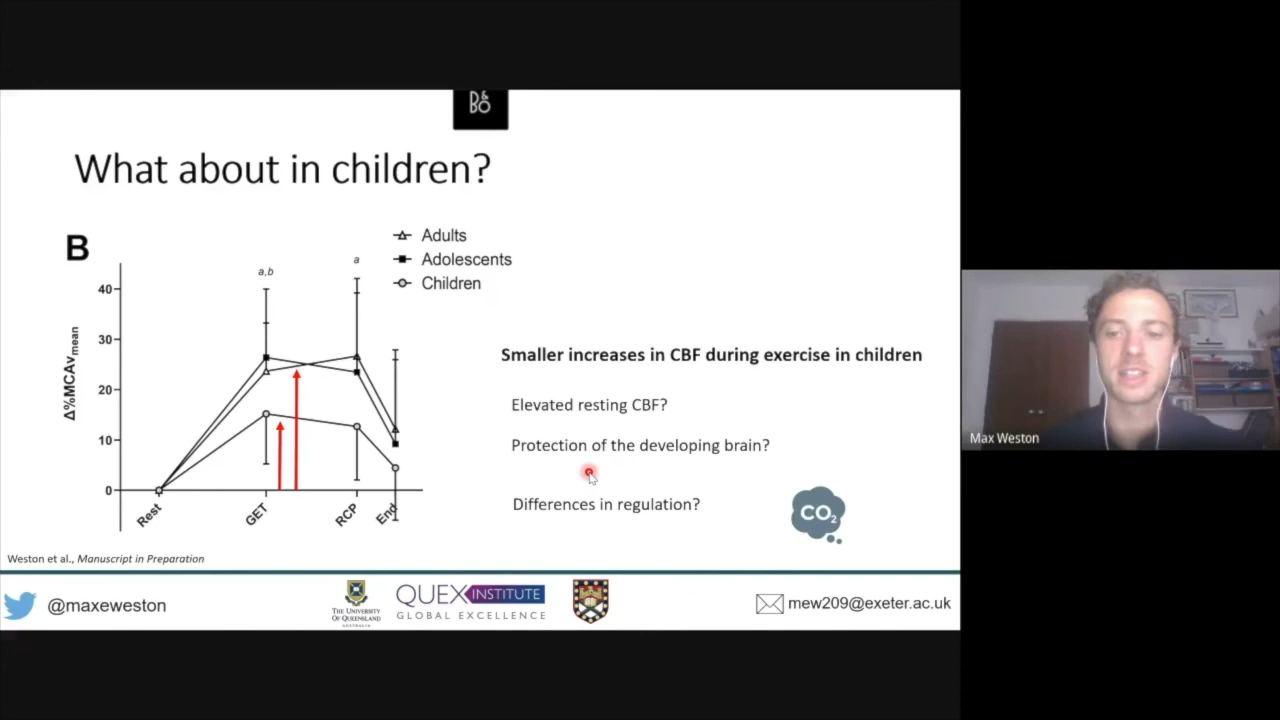 B&
BO
What about in children?
B
Adults
Adolescents
Children
a,b
a
40
30
20
10
0
Δ%MCAvmean
Rest
GET
RCP
End
Smaller increases in CBF during exercise in children
Elevated resting CBF?
Protection of the developing brain?
Differences in regulation?
CO2
Weston et al., Manuscript in Preparation
@maxeweston
THE UNIVERSITY
OF QUEENSLAND
AUSTRALIA
QUEX INSTITUTE
GLOBAL EXCELLENCE
mew209@exeter.ac.uk
Max Weston